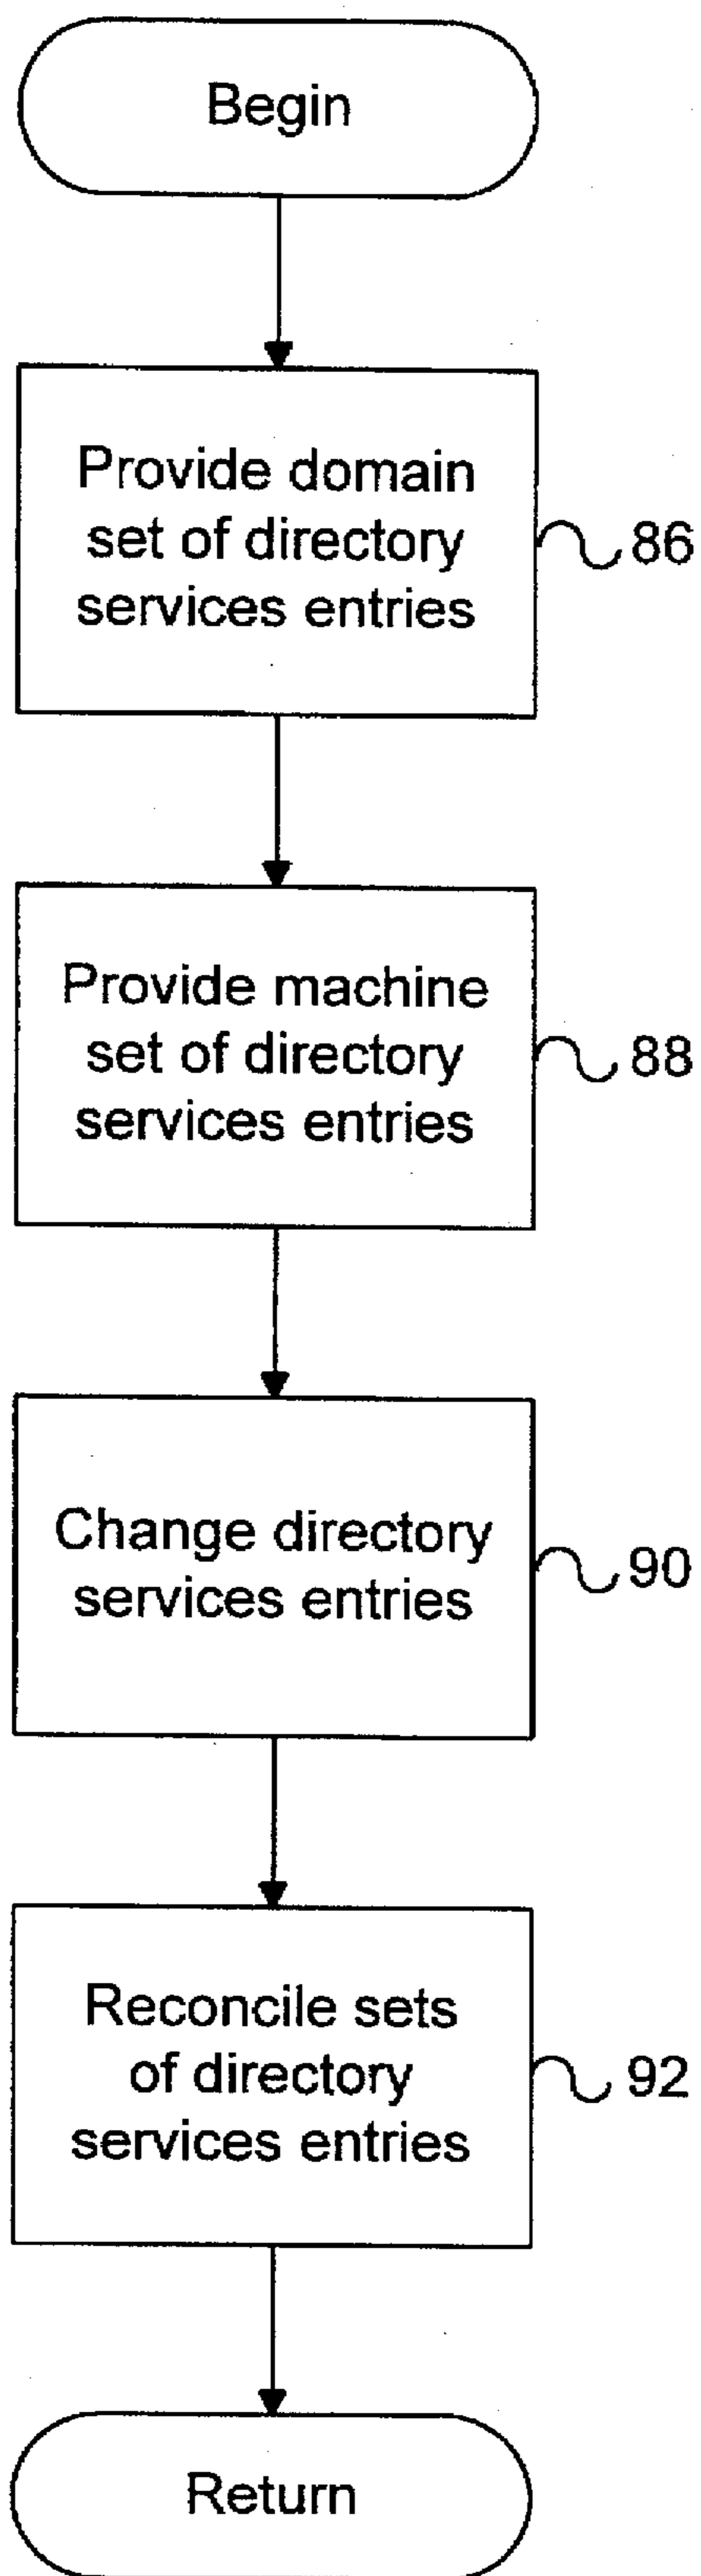 Begin
Provide domain
set of directory
services entries
86
Provide machine
set of directory
services entries
88
Change directory
services entries
90
Reconcile sets
of directory
services entries
92
Return